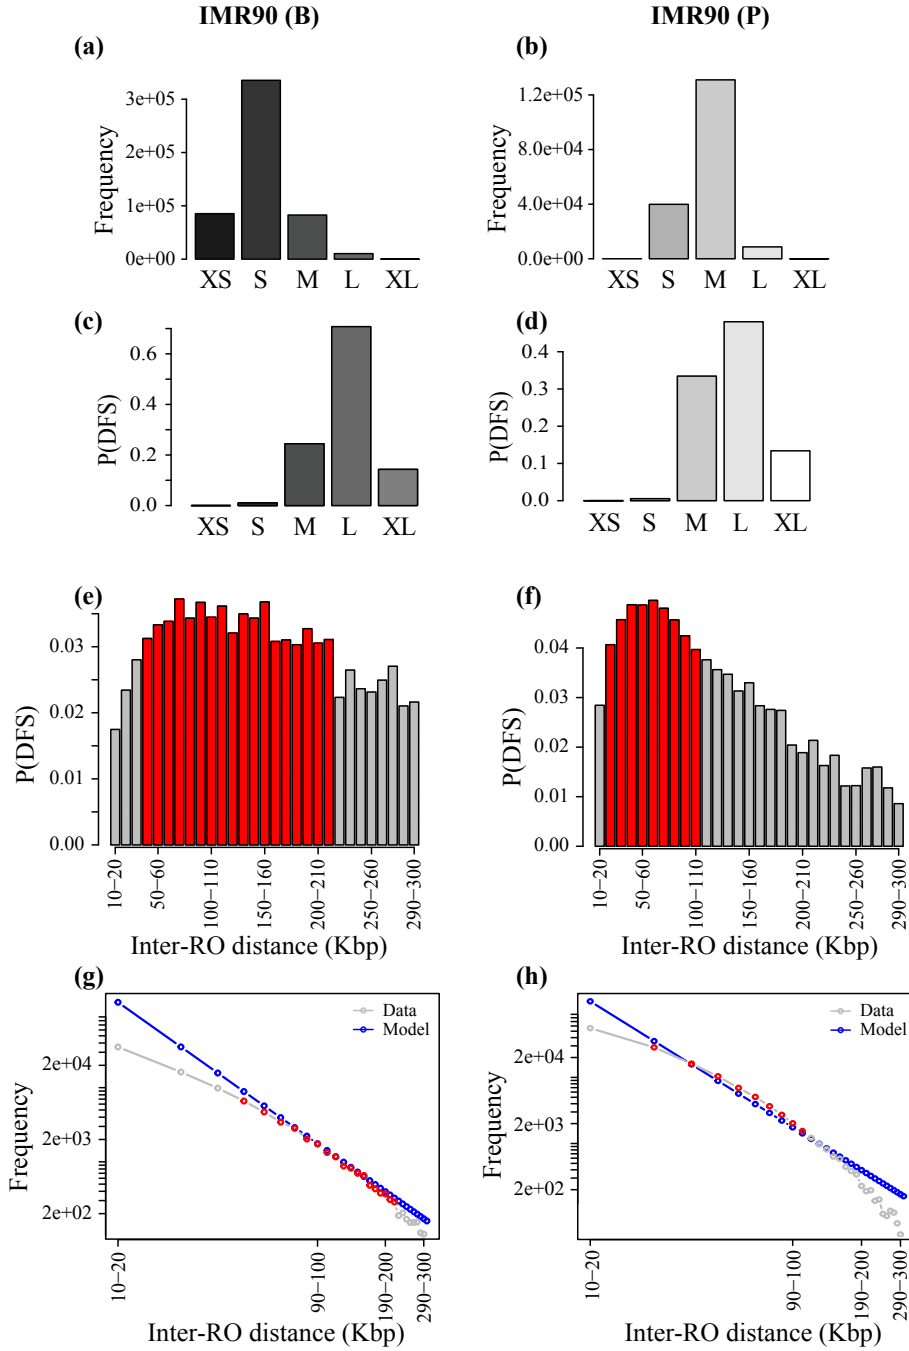 IMR90 (B)
IMR90 (P)
(a)
Frequency
3e+05
2e+05
1e+05
0e+00
XS S M L XL
(b)
Frequency
1.2e+05
8.0e+04
4.0e+04
0.0e+00
XS S M L XL
(c)
P(DFS)
0.6
0.4
0.2
0.0
XS S M L XL
(d)
P(DFS)
0.4
0.3
0.2
0.1
0.0
XS S M L XL
(e)
P(DFS)
0.03
0.02
0.01
0.00
10−20
50−60
100−110
150−160
200−210
250−260
290−300
Inter-RO distance (Kbp)
(f)
P(DFS)
0.04
0.03
0.02
0.01
0.00
10−20
50−60
100−110
150−160
200−210
250−260
290−300
Inter-RO distance (Kbp)
(g)
Data
Model
Frequency
2e+04
2e+03
2e+02
10−20
90−100
190−200
290−300
Inter-RO distance (Kbp)
(h)
Data
Model
Frequency
2e+04
2e+03
2e+02
10−20
90−100
190−200
290−300
Inter-RO distance (Kbp)